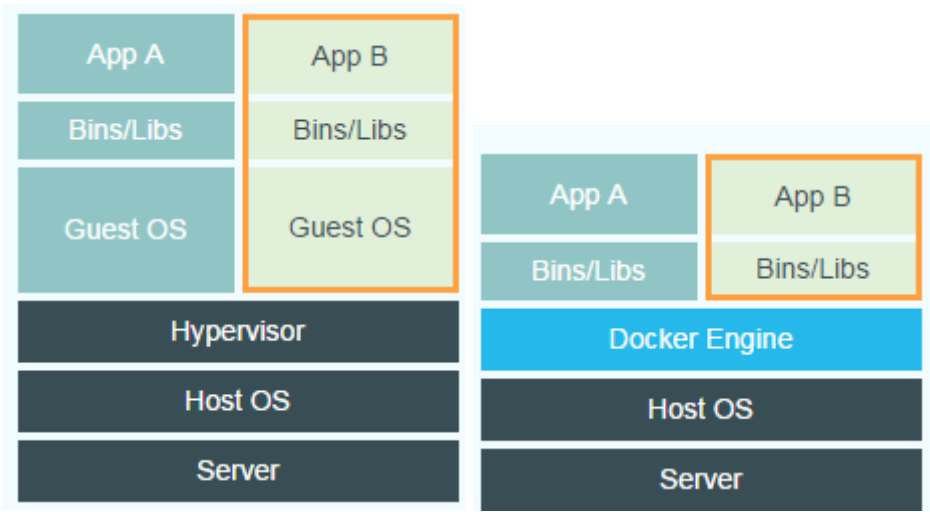 App A
App B
Bins/Libs
Bins/Libs
Guest OS
Guest OS
Hypervisor
Host OS
Server
App A
App B
Bins/Libs
Bins/Libs
Docker Engine
Host OS
Server